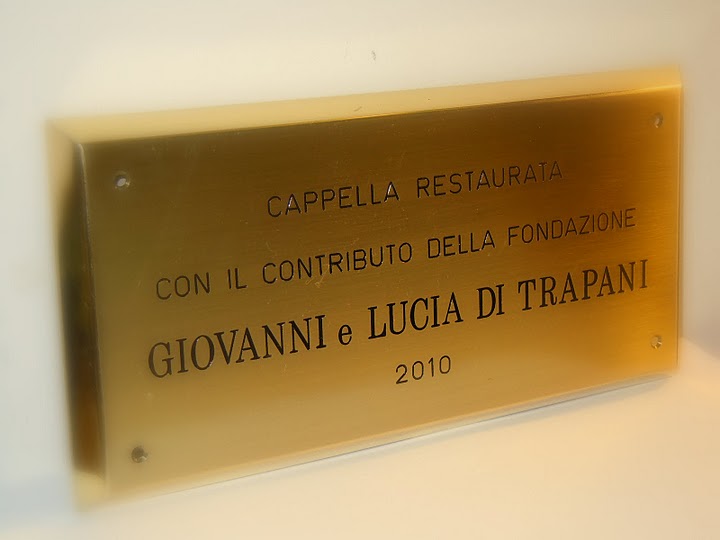 CAPPELLA RESTAURATA
CON IL CONTRIBUTO DELLA FONDAZIONE
GIOVANNI e LUCIA DI TRAPANI
2010